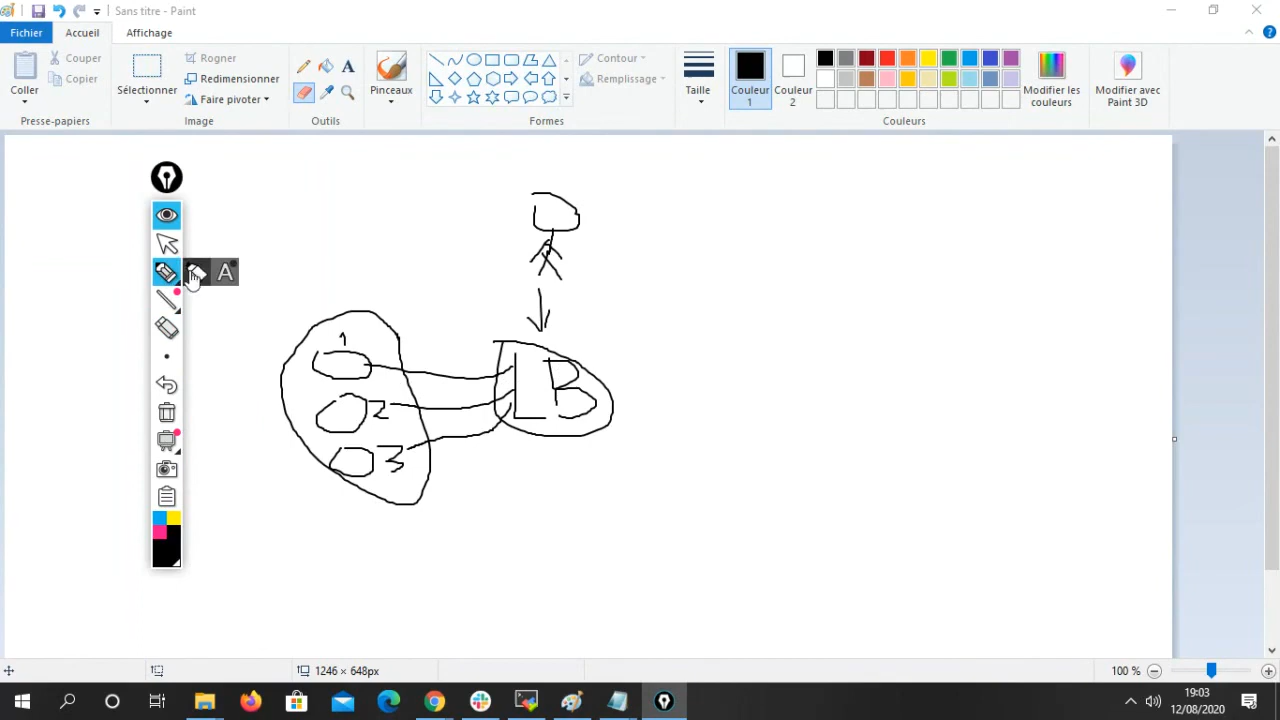 Sans titre - Paint
Fichier
Accueil
Affichage
Coller
Couper
Copier
Presse-papiers
Sélectionner
Rogner
Redimensionner
Faire pivoter
Image
A
Outils
Pinceaux
Contour
Remplissage
Formes
Taille
Couleur
1
Couleur
2
Modifier les
couleurs
Couleurs
Modifier avec
Paint 3D
A
1
2
3
LB
1246 × 648px
100 %
19:03
12/08/2020